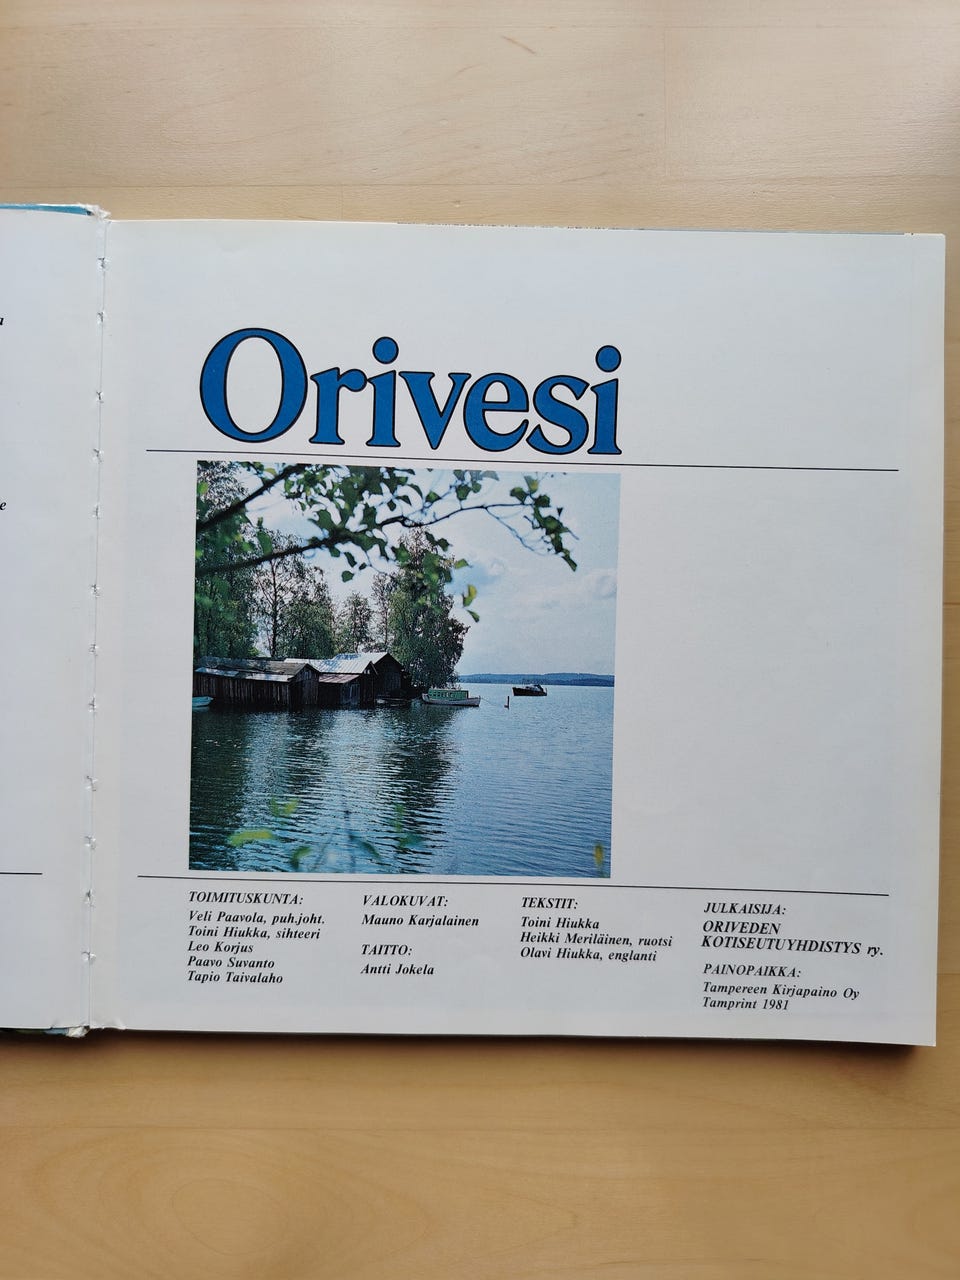 Orivesi
TOIMITUSKUNTA:
Veli Paavola, puh.joht.
Toini Hiukka, sihteeri
Leo Korjus
Paavo Suvanto
Tapio Taivalaho
VALOKUVAT:
Mauno Karjalainen
TAITTO:
Antti Jokela
TEKSTIT:
Toini Hiukka
Heikki Meriläinen, ruotsi
Olavi Hiukka, englanti
JULKAISIJA:
ORIVEDEN
KOTISEUTUYHDISTYS ry.
PAINOPAIKKA:
Tampereen Kirjapaino Oy
Tamprint 1981